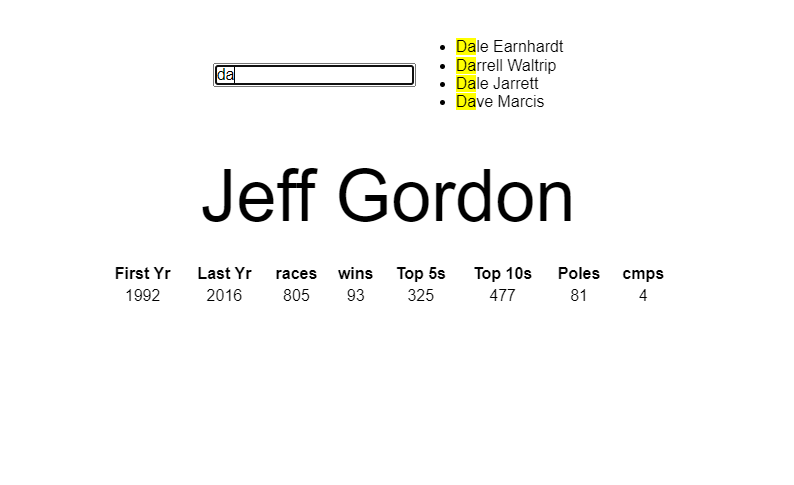 da
Dale Earnhardt
Darrell Waltrip
Dale Jarrett
Dave Marcis
Jeff Gordon
First Yr Last Yr races wins Top 5s Top 10s Poles cmps
1992 2016 805 93 325 477 81 4